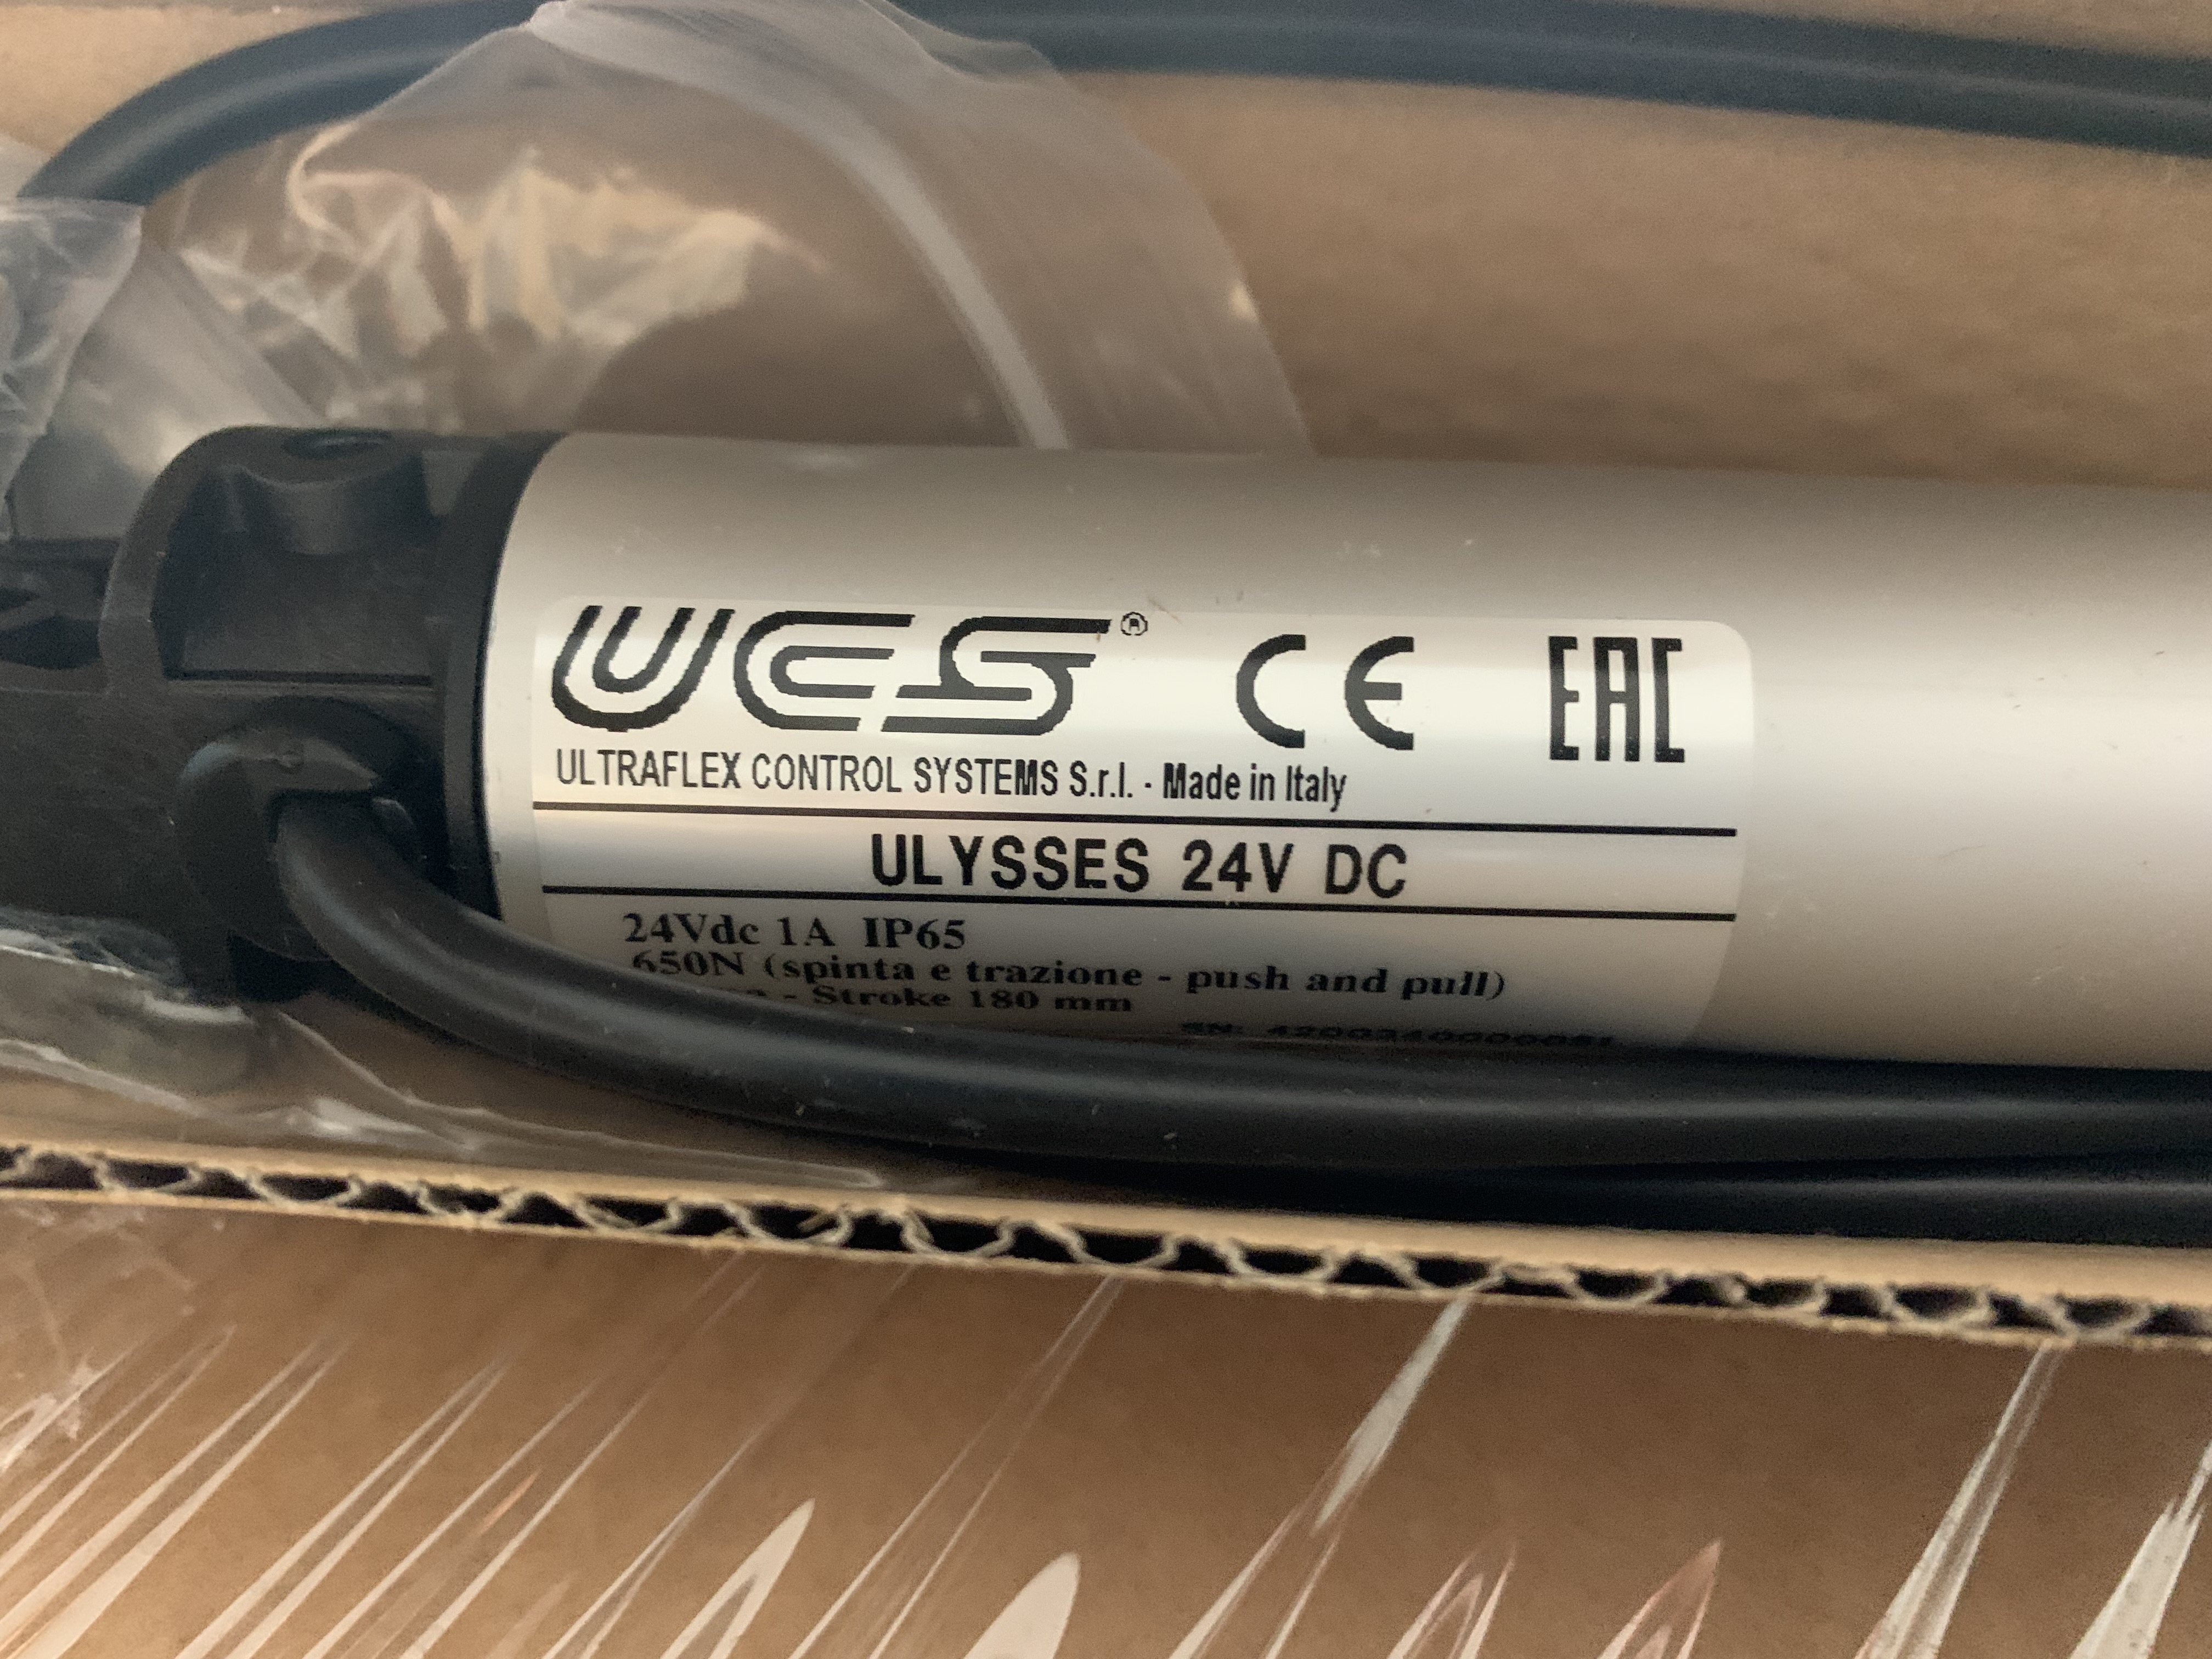 UCS® CE EAC
ULTRAFLEX CONTROL SYSTEMS S.r.l. - Made in Italy
ULYSSES 24V DC
24Vdc 1A IP65
650N (spinta e trazione - push and pull)
- Stroke 180 mm
SN: